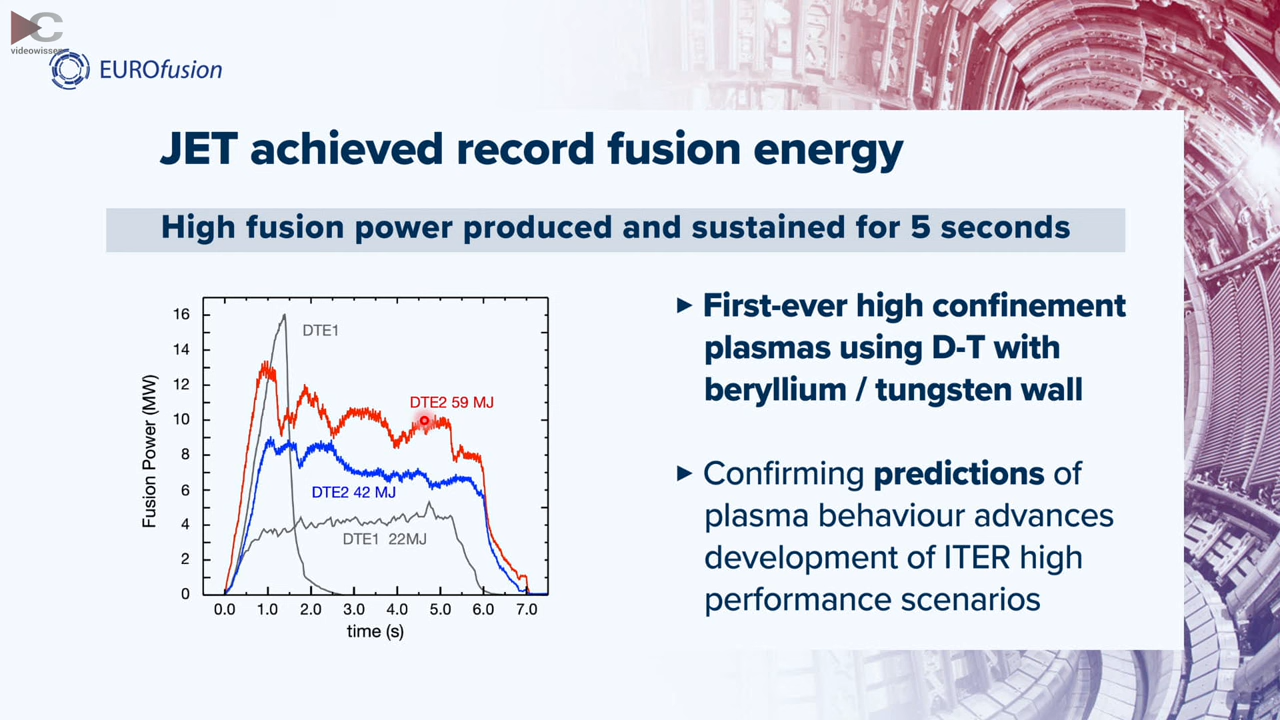 videowissen
EUROfusion
JET achieved record fusion energy
High fusion power produced and sustained for 5 seconds
16
14
12
10
8
6
4
2
0
Fusion Power (MW)
DTE1
DTE2 59 MJ
DTE2 42 MJ
DTE1 22MJ
0.0 1.0 2.0 3.0 4.0 5.0 6.0 7.0
time (s)
First-ever high confinement
plasmas using D-T with
beryllium / tungsten wall
Confirming predictions of
plasma behaviour advances
development of ITER high
performance scenarios